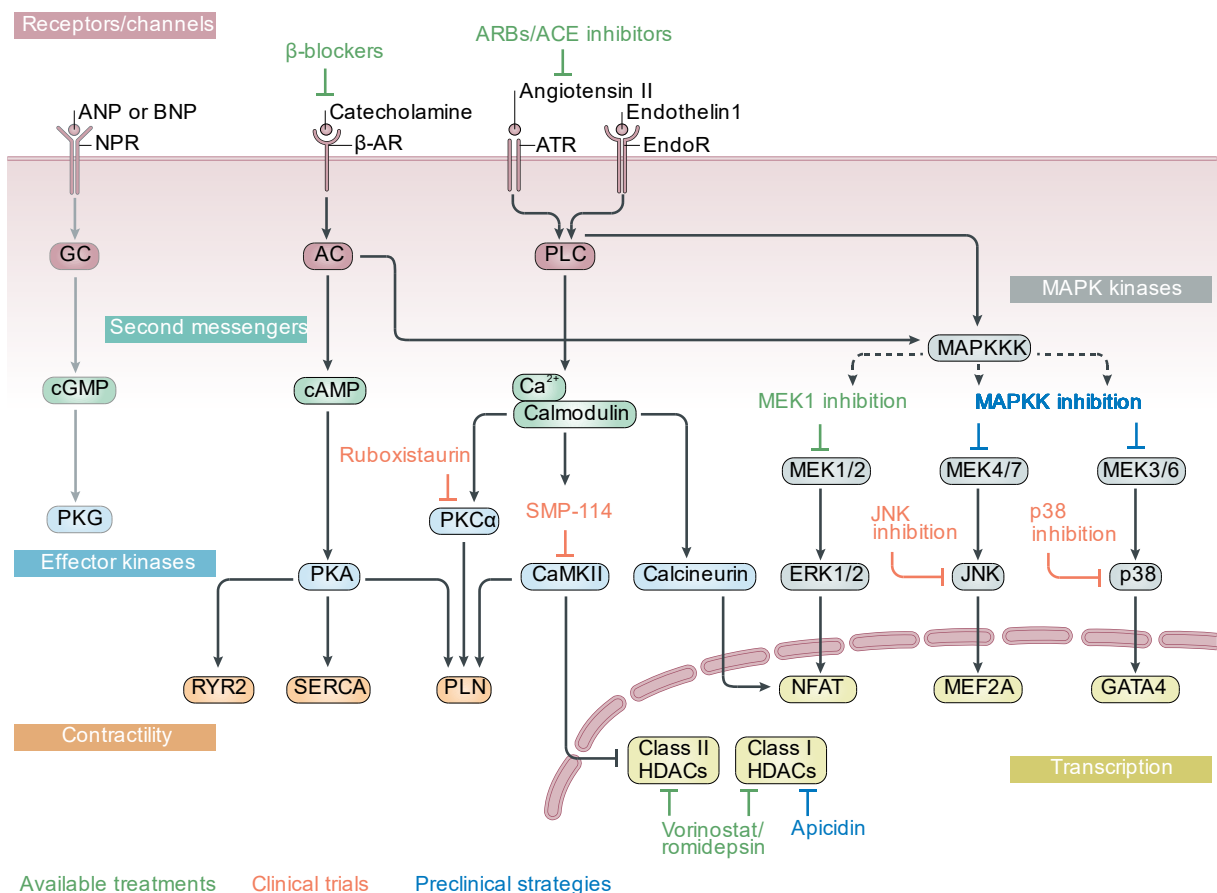 Receptors/channels
ARBs/ACE inhibitors
β-blockers
Angiotensin II
ANP or BNP
Catecholamine
Endothelin1
NPR
β-AR
ATR
EndoR
GC
AC
PLC
MAPK kinases
Second messengers
MAPKKK
cGMP
cAMP
Ca2+
Calmodulin
MEK1 inhibition
MAPKK inhibition
Ruboxistaurin
MEK1/2
MEK4/7
MEK3/6
PKG
PKCα
SMP-114
JNK
inhibition
p38
inhibition
Effector kinases
PKA
CaMKII
Calcineurin
ERK1/2
JNK
p38
RYR2
SERCA
PLN
NFAT
MEF2A
GATA4
Contractility
Class II
HDACs
Class I
HDACs
Transcription
Vorinostat/
romidepsin
Apicidin
Available treatments
Clinical trials
Preclinical strategies